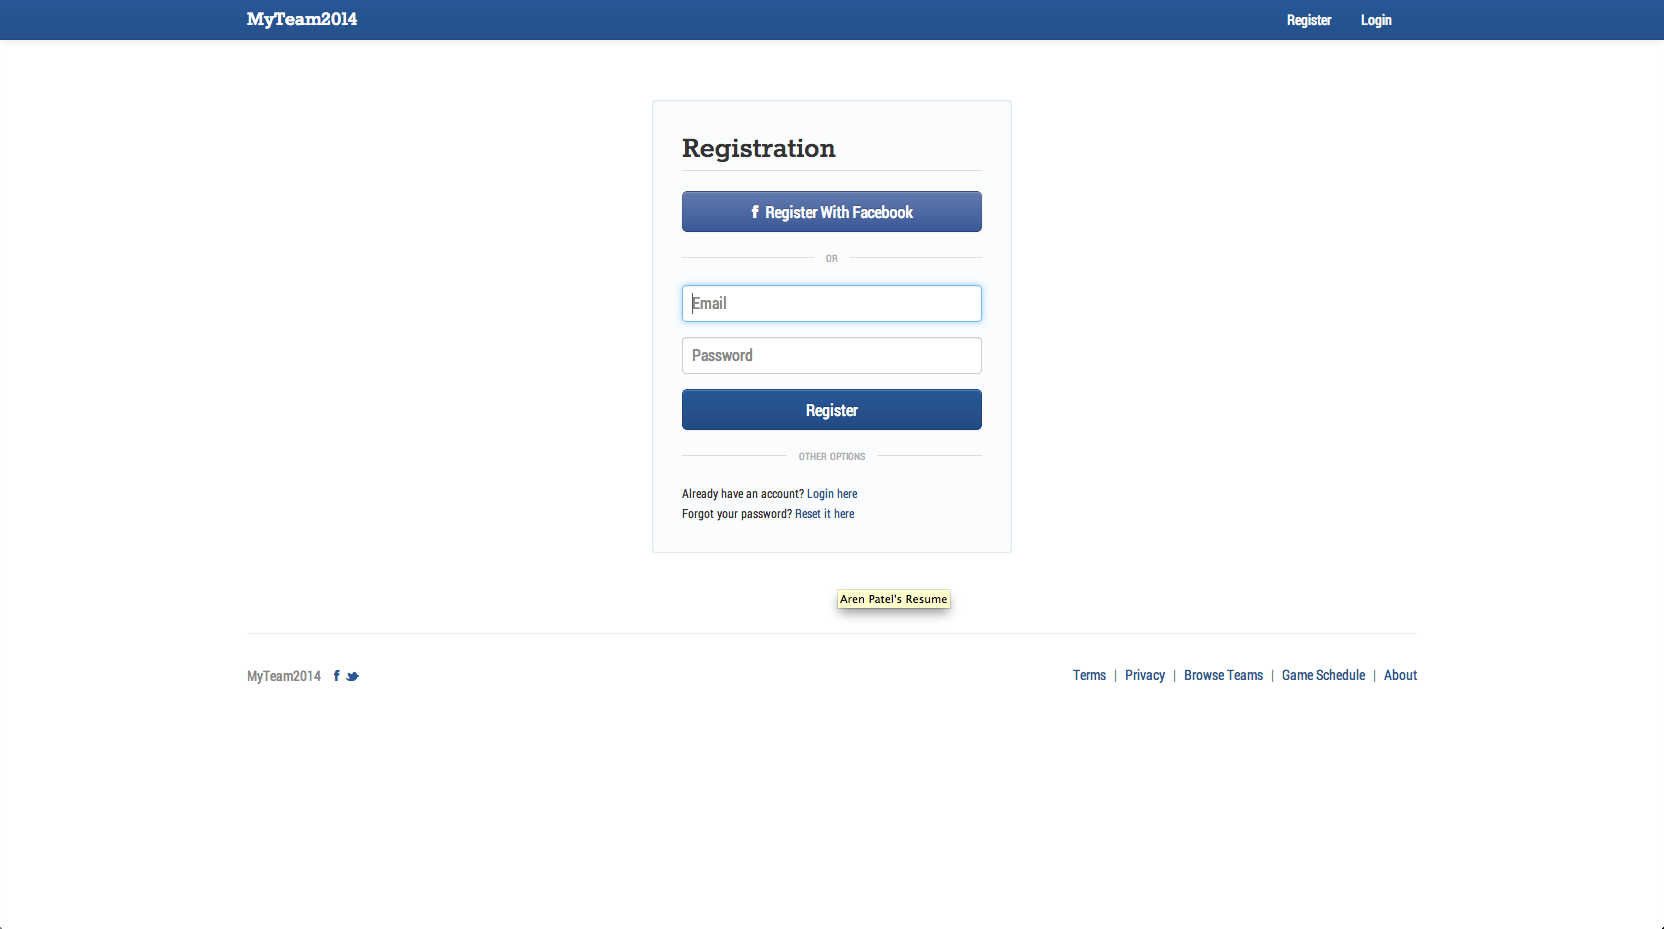 MyTeam2014 Register Login
Registration
f Register With Facebook
OR
Email
Password
Register
OTHER OPTIONS
Already have an account? Login here
Forgot your password? Reset it here
Aren Patel's Resume
MyTeam2014 f Terms | Privacy | Browse Teams | Game Schedule | About